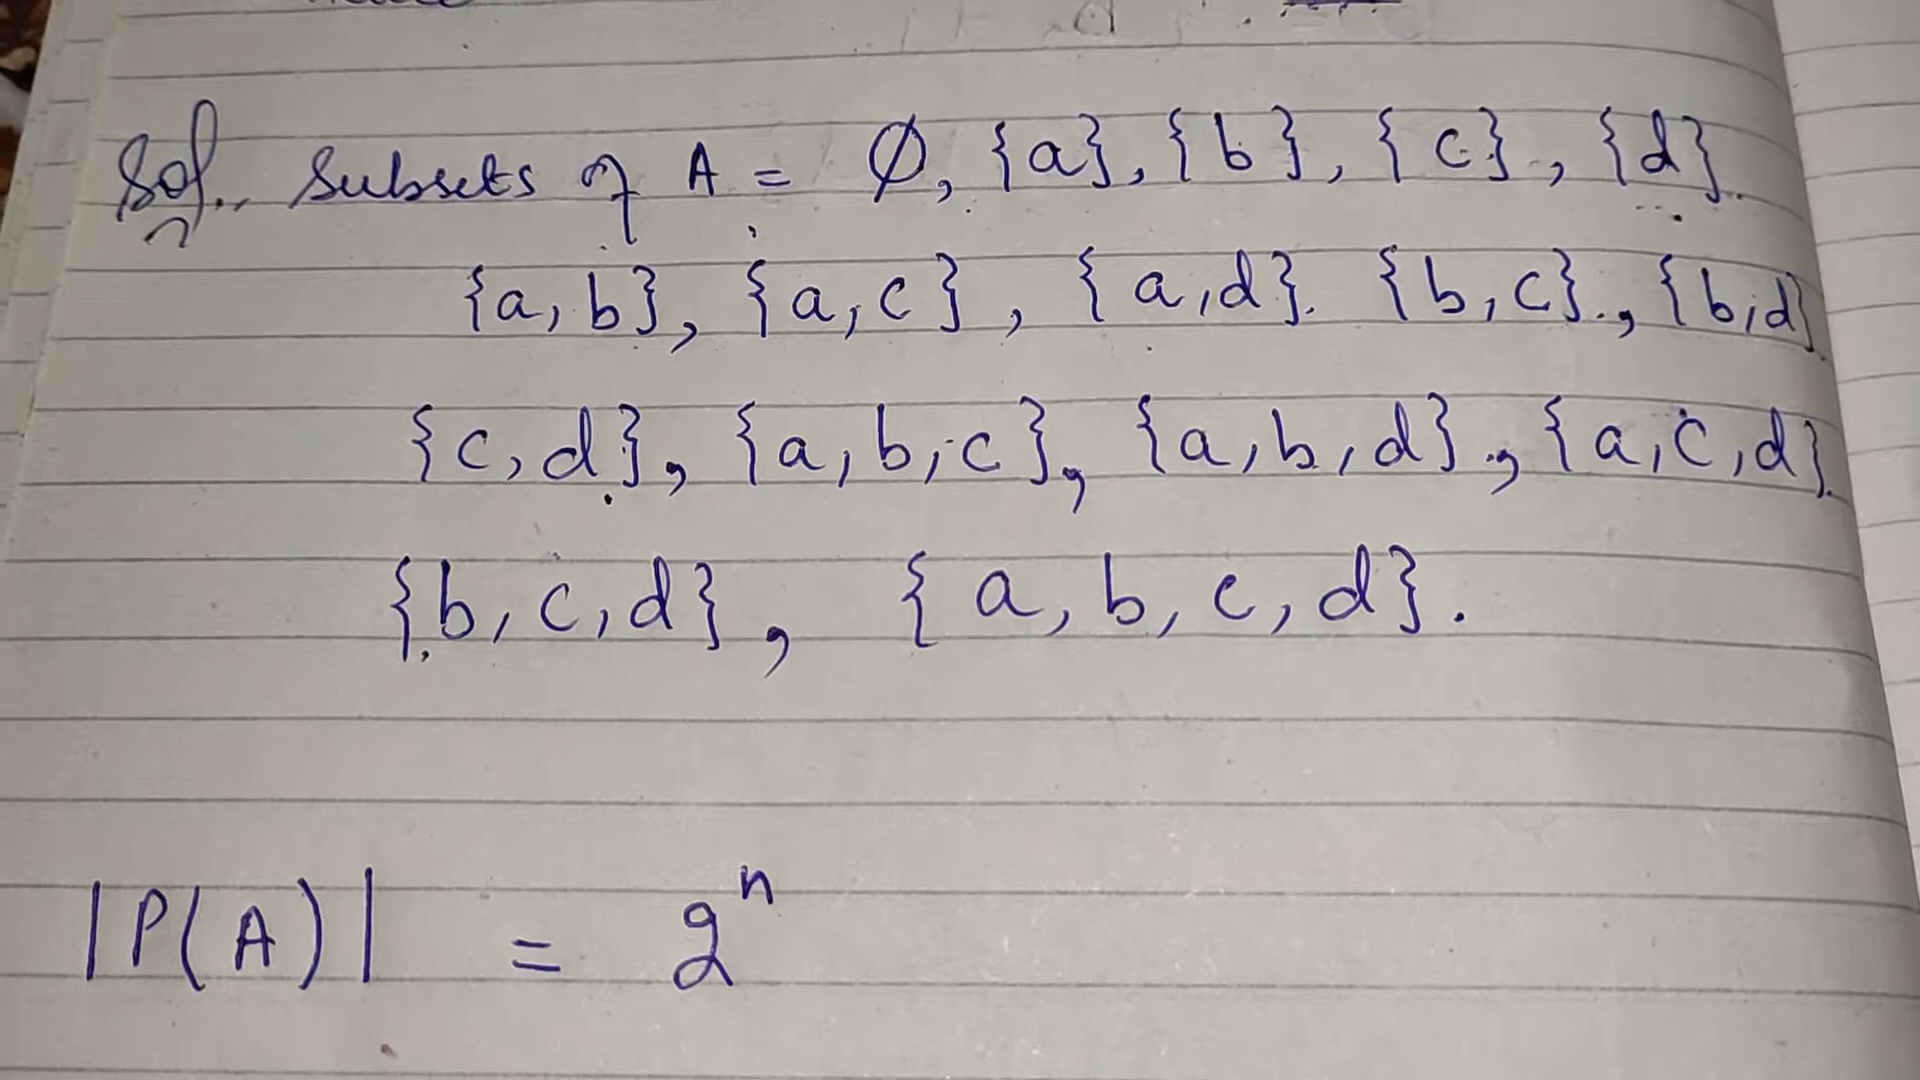 Sol. Subsets of A = ∅, {a}, {b}, {c}, {d}
{a, b}, {a, c}, {a, d}. {b, c}, {b, d}
{c, d}, {a, b, c}, {a, b, d}, {a, c, d}
{b, c, d}, {a, b, c, d}.
|P(A)| = 2ⁿ